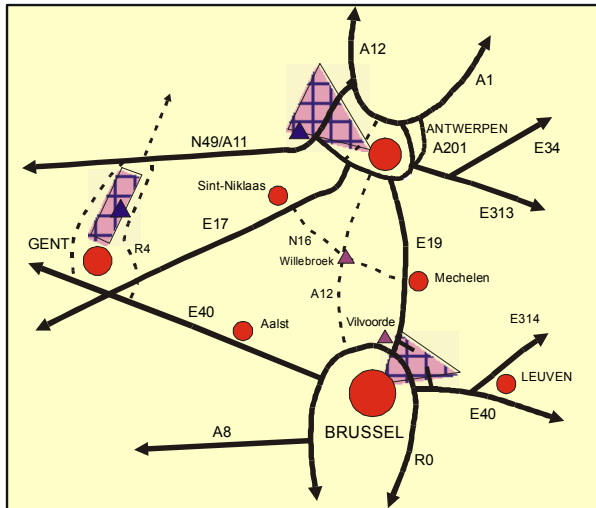 A12
A1
N49/A11
ANTWERPEN
A201
E34
Sint-Niklaas
E313
E17
GENT
R4
N16
E19
Willebroek
Mechelen
A12
E40
Aalst
Vilvoorde
E314
LEUVEN
E40
BRUSSEL
A8
R0